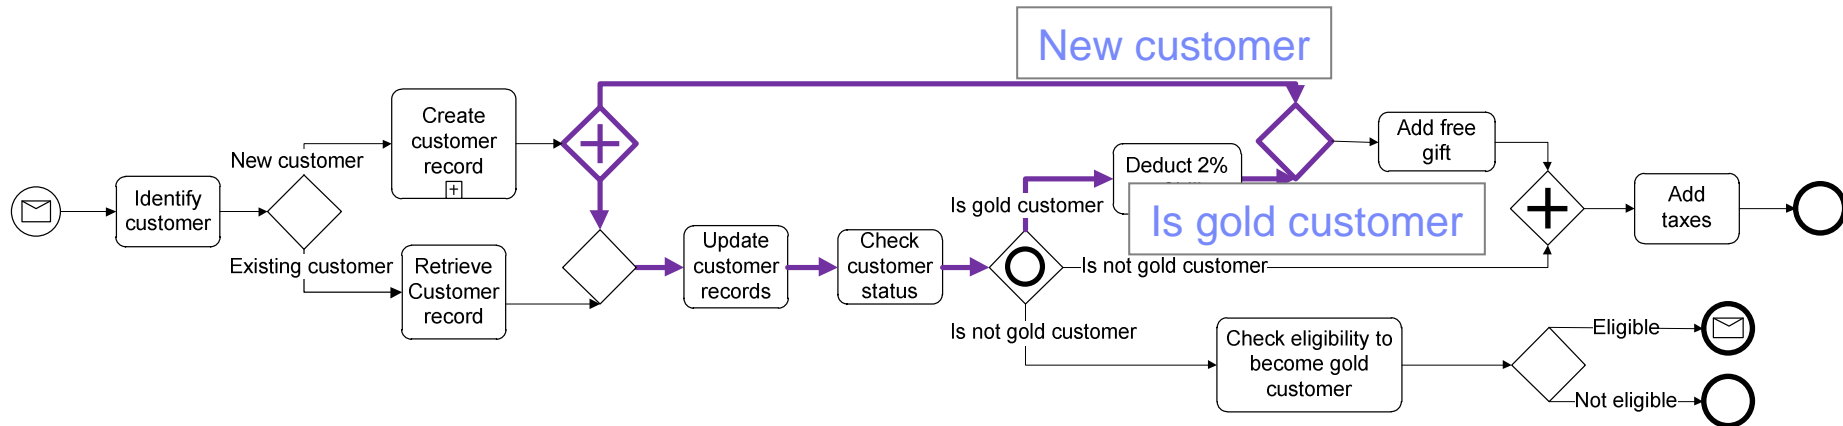 New customer
Create
customer
record
New customer
Identify
customer
Existing customer
Retrieve
Customer
record
Update
customer
records
Check
customer
status
Is gold customer
Deduct 2%
Is gold customer
Is not gold customer
Is not gold customer
Add free
gift
Add
taxes
Check eligibility to
become gold
customer
Eligible
Not eligible